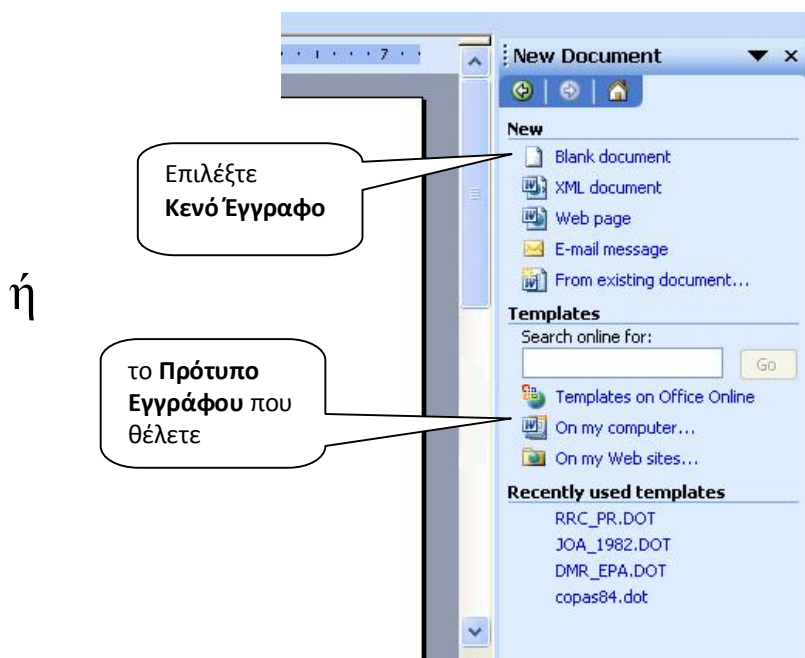 1 7
New Document
New
Επιλέξτε
Κενό Έγγραφο
Blank document
XML document
Web page
E-mail message
From existing document...
ή
Templates
Search online for:
Go
το Πρότυπο
Εγγράφου που
θέλετε
Templates on Office Online
On my computer...
On my Web sites...
Recently used templates
RRC_PR.DOT
JOA_1982.DOT
DMR_EPA.DOT
copas84.dot